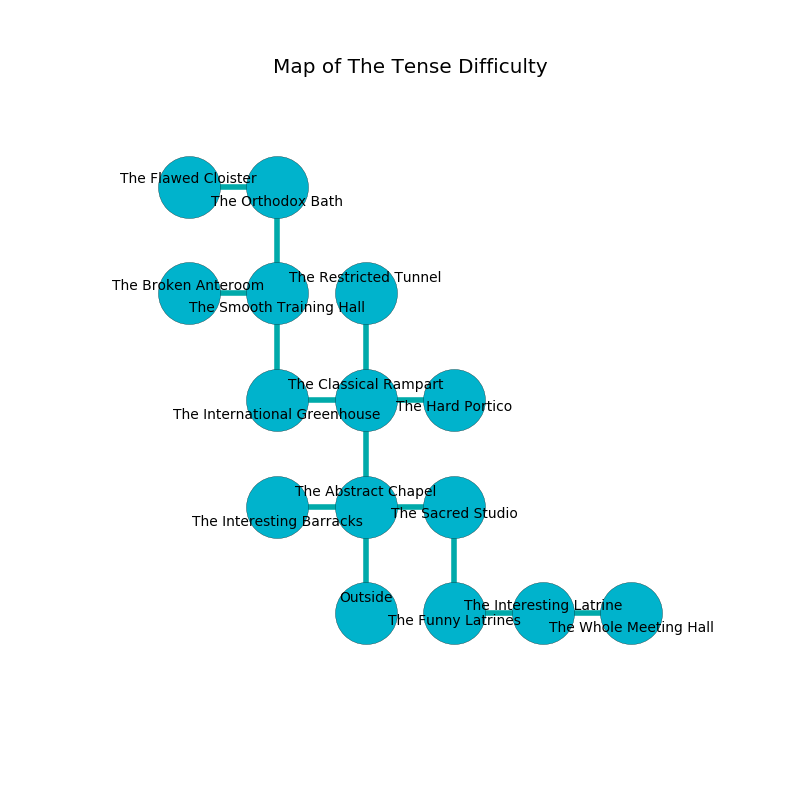 Map of The Tense Difficulty
The Flawed Cloister
The Orthodox Bath
The Restricted Tunnel
The Broken Anteroom
The Smooth Training Hall
The Classical Rampart
The Hard Portico
The International Greenhouse
The Abstract Chapel
The Sacred Studio
The Interesting Barracks
Outside
The Interesting Latrine
The Funny Latrines
The Whole Meeting Hall